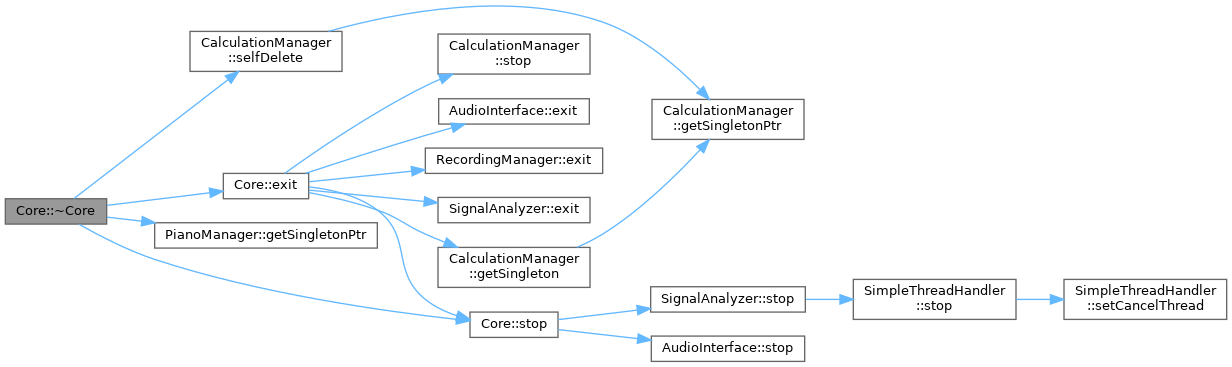 Core::~Core
CalculationManager
::selfDelete
Core::exit
PianoManager::getSingletonPtr
CalculationManager
::stop
AudioInterface::exit
RecordingManager::exit
SignalAnalyzer::exit
CalculationManager
::getSingleton
Core::stop
CalculationManager
::getSingletonPtr
SignalAnalyzer::stop
AudioInterface::stop
SimpleThreadHandler
::stop
SimpleThreadHandler
::setCancelThread